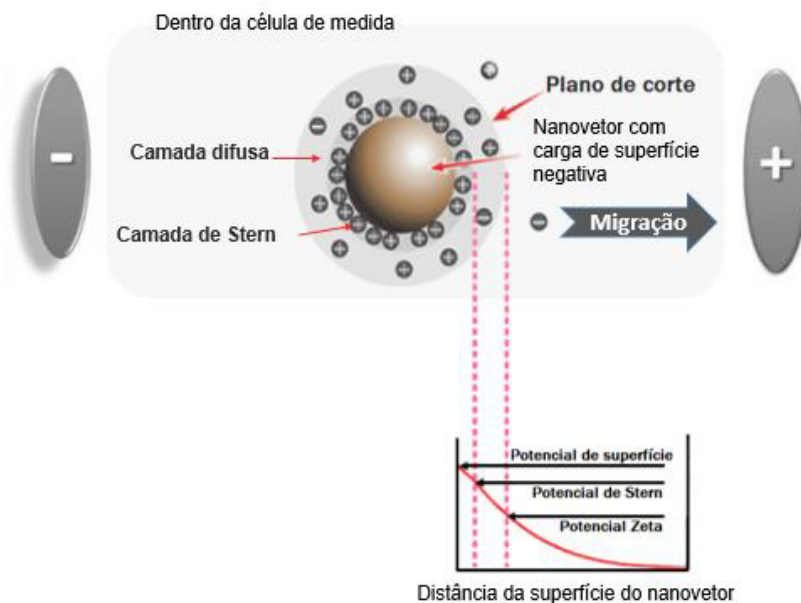 Dentro da célula de medida
Plano de corte
Nanovetor com
carga de superfície
negativa
Camada difusa
Camada de Stern
Migração
Potencial de superfície
Potencial de Stern
Potencial Zeta
Distância da superfície do nanovetor